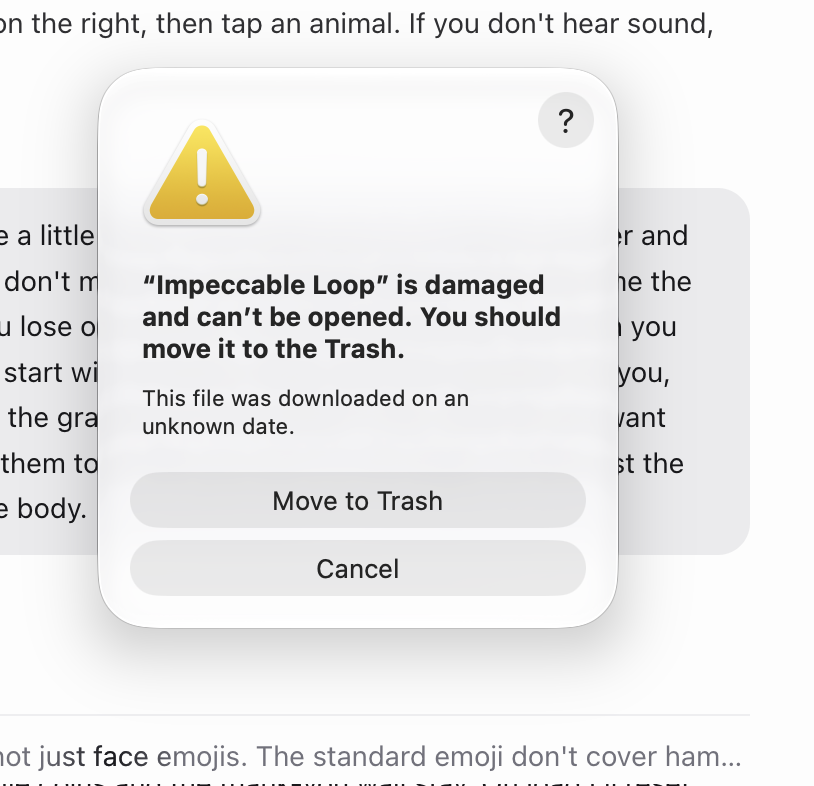 on the right, then tap an animal. If you don't hear sound,
?
e a little
er and
don't m
ne the
u lose o
you
start wi
you,
the gra
want
them to
st the
e body.
“Impeccable Loop” is damaged
and can’t be opened. You should
move it to the Trash.
This file was downloaded on an
unknown date.
Move to Trash
Cancel
not just face emojis. The standard emoji don't cover ham...